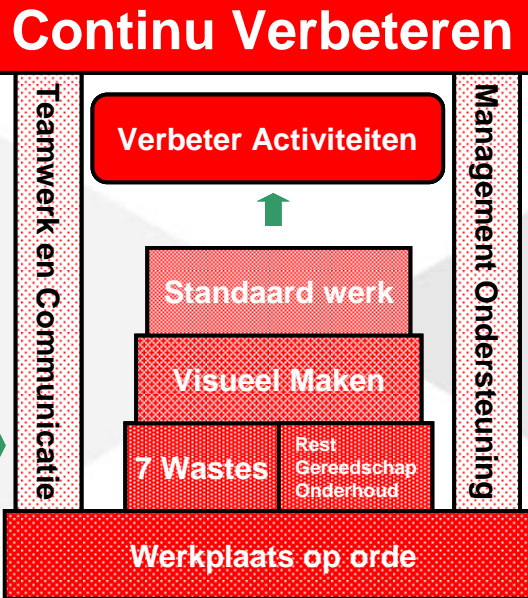 Continu Verbeteren
Teamwerk en Communicatie
Verbeter Activiteiten
Management Ondersteuning
Standaard werk
Visueel Maken
7 Wastes
Rest
Gereedschap
Onderhoud
Werkplaats op orde